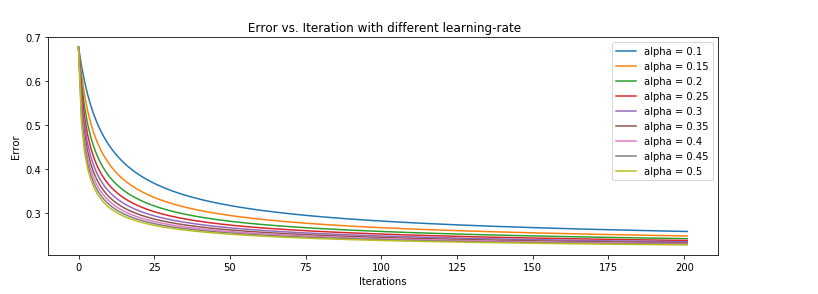 Error vs. Iteration with different learning-rate
Error
0.7
0.6
0.5
0.4
0.3
alpha = 0.1
alpha = 0.15
alpha = 0.2
alpha = 0.25
alpha = 0.3
alpha = 0.35
alpha = 0.4
alpha = 0.45
alpha = 0.5
0 25 50 75 100 125 150 175 200
Iterations